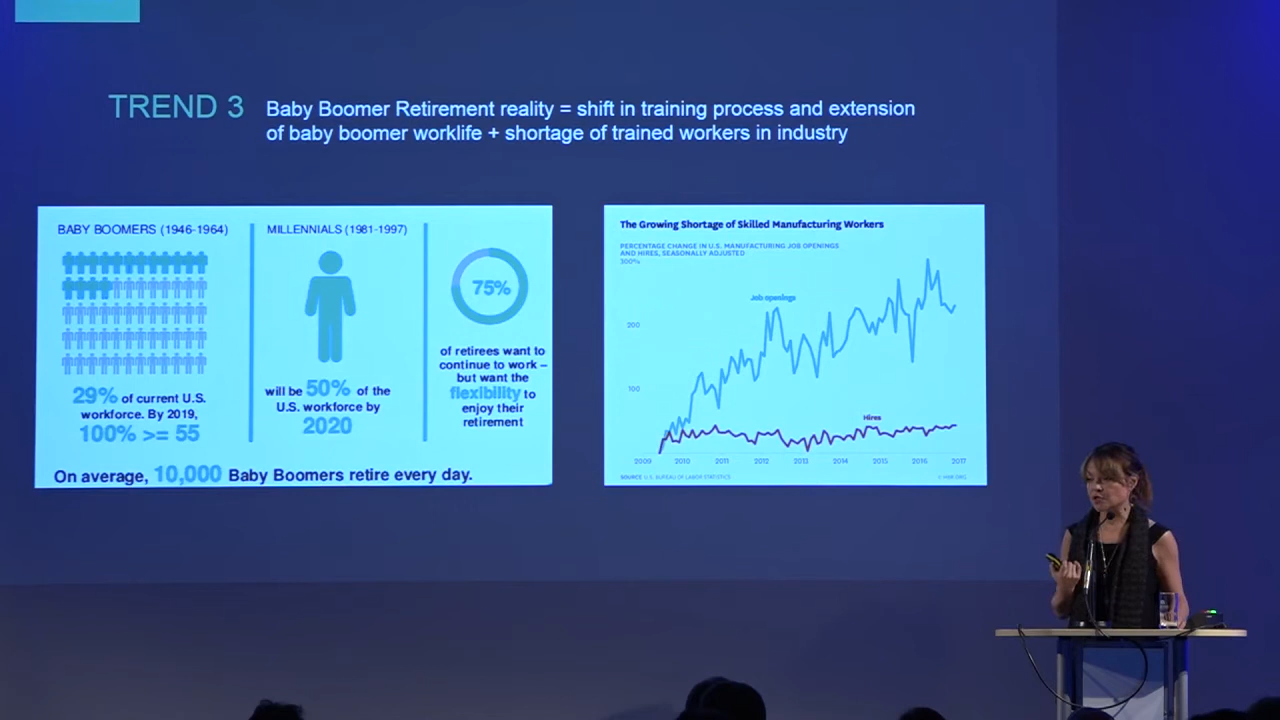 TREND 3
Baby Boomer Retirement reality = shift in training process and extension
of baby boomer worklife + shortage of trained workers in industry
BABY BOOMERS (1946-1964)
29% of current U.S.
workforce. By 2019,
100% >= 55
MILLENNIALS (1981-1997)
will be 50% of the
U.S. workforce by
2020
75%
of retirees want to
continue to work –
but want the
flexibility to
enjoy their
retirement
On average, 10,000 Baby Boomers retire every day.
The Growing Shortage of Skilled Manufacturing Workers
PERCENTAGE CHANGE IN U.S. MANUFACTURING JOB OPENINGS
AND HIRES, SEASONALLY ADJUSTED
300%
Job openings
200
100
Hires
2009 2010 2011 2012 2013 2014 2015 2016 2017
SOURCE U.S. BUREAU OF LABOR STATISTICS
© HBR.ORG